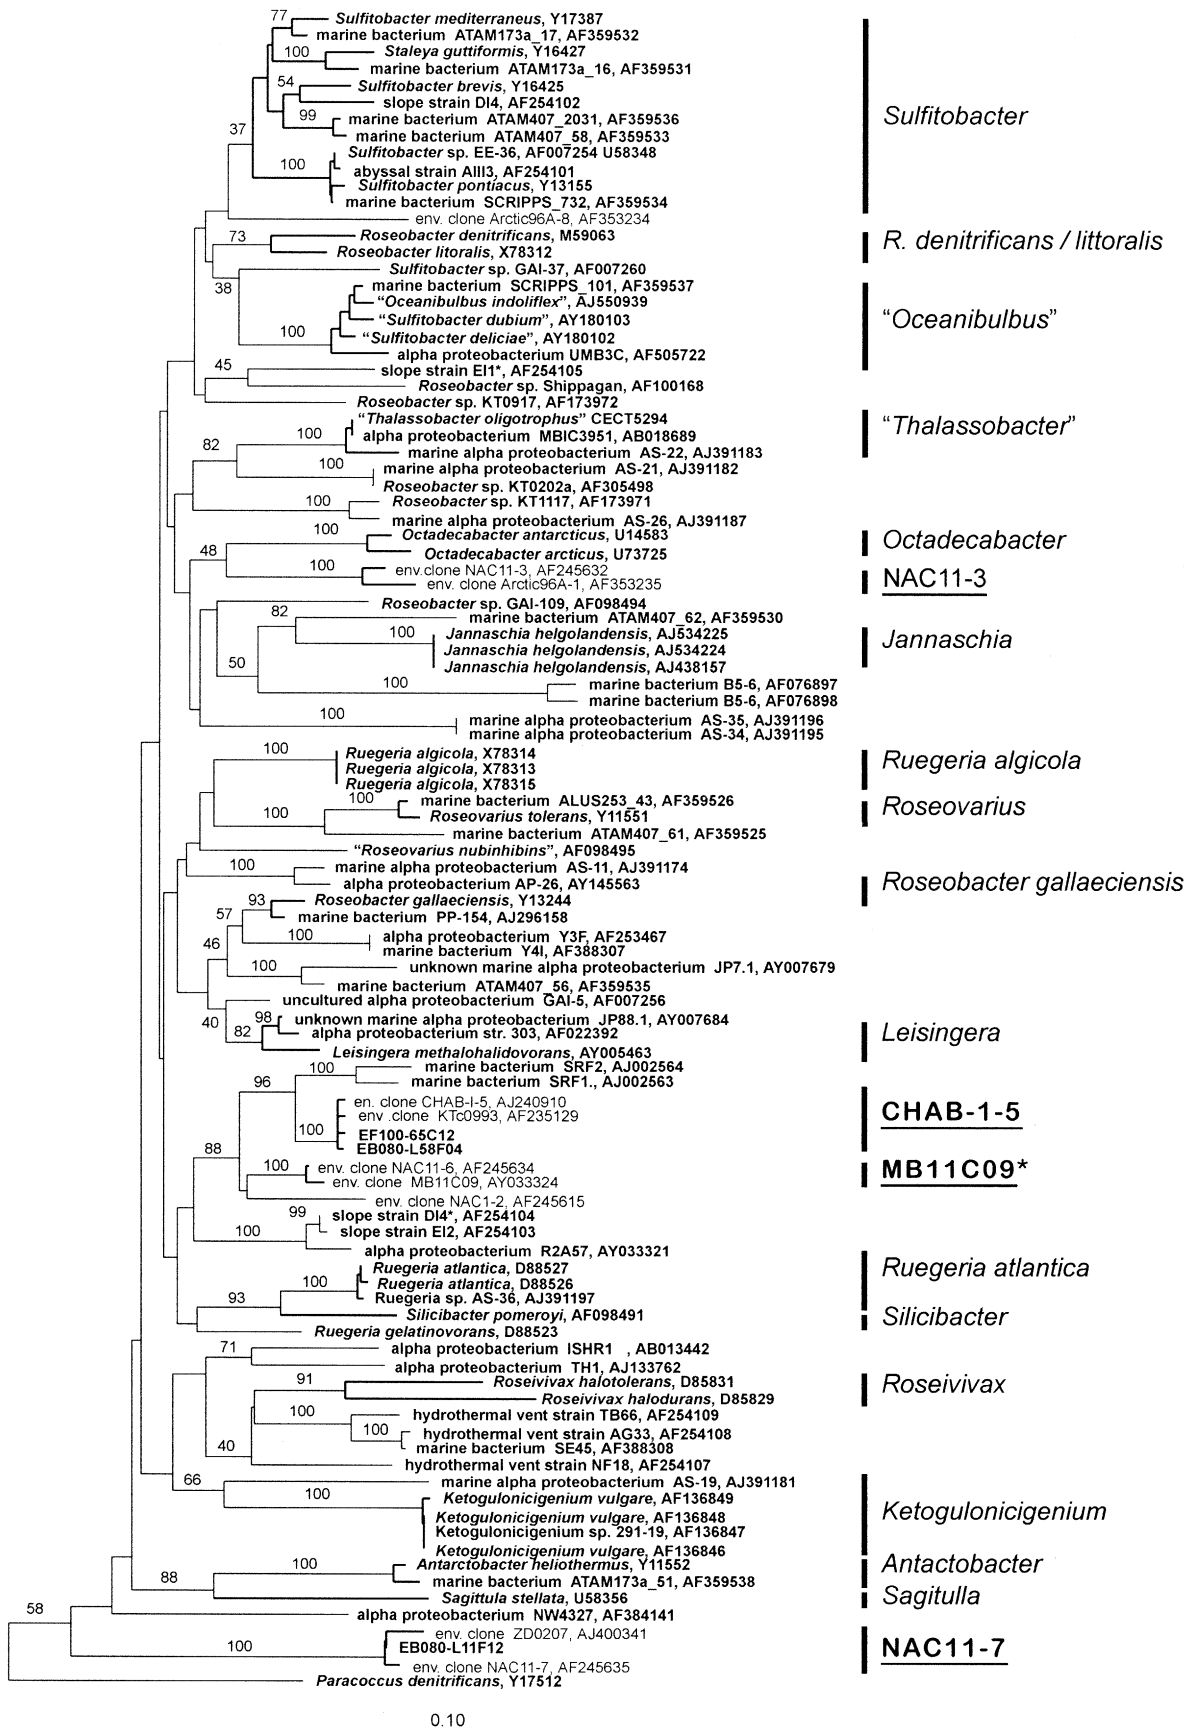 77
Sulfitobacter mediterraneus, Y17387
marine bacterium ATAM173a_17, AF359532
100
Staleya guttiformis, Y16427
marine bacterium ATAM173a_16, AF359531
54
Sulfitobacter brevis, Y16425
slope strain DI4, AF254102
99
marine bacterium ATAM407_2031, AF359536
Sulfitobacter
37
marine bacterium ATAM407_58, AF359533
Sulfitobacter sp. EE-36, AF007254 U58348
100
abyssal strain AIII3, AF254101
Sulfitobacter pontiacus, Y13155
marine bacterium SCRIPPS_732, AF359534
env. clone Arctic96A-8, AF353234
73
Roseobacter denitrificans, M59063
R. denitrificans / littoralis
Roseobacter litoralis, X78312
Sulfitobacter sp. GAI-37, AF007260
38
marine bacterium SCRIPPS_101, AF359537
"Oceanibulbus indoliflex", AJ550939
"Sulfitobacter dubium", AY180103
"Oceanibulbus"
100
"Sulfitobacter deliciae", AY180102
alpha proteobacterium UMB3C, AF505722
45
slope strain EI1*, AF254105
Roseobacter sp. Shippagan, AF100168
Roseobacter sp. KT0917, AF173972
"Thalassobacter oligotrophus" CECT5294
"Thalassobacter"
100
alpha proteobacterium MBIC3951, AB018689
82
marine alpha proteobacterium AS-22, AJ391183
100
marine alpha proteobacterium AS-21, AJ391182
Roseobacter sp. KT0202a, AF305498
100
Roseobacter sp. KT1117, AF173971
marine alpha proteobacterium AS-26, AJ391187
100
Octadecabacter antarcticus, U14583
Octadecabacter
48
Octadecabacter arcticus, U73725
100
env.clone NAC11-3, AF245632
NAC11-3
env. clone Arctic96A-1, AF353235
Roseobacter sp. GAI-109, AF098494
82
marine bacterium ATAM407_62, AF359530
100
Jannaschia helgolandensis, AJ534225
Jannaschia
Jannaschia helgolandensis, AJ534224
50
Jannaschia helgolandensis, AJ438157
100
marine bacterium B5-6, AF076897
marine bacterium B5-6, AF076898
100
marine alpha proteobacterium AS-35, AJ391196
marine alpha proteobacterium AS-34, AJ391195
100
Ruegeria algicola, X78314
Ruegeria algicola
Ruegeria algicola, X78313
Ruegeria algicola, X78315
100
marine bacterium ALUS253_43, AF359526
Roseovarius
100
Roseovarius tolerans, Y11551
marine bacterium ATAM407_61, AF359525
"Roseovarius nubinhibins", AF098495
100
marine alpha proteobacterium AS-11, AJ391174
alpha proteobacterium AP-26, AY145563
Roseobacter gallaeciensis
93
Roseobacter gallaeciensis, Y13244
57
marine bacterium PP-154, AJ296158
100
alpha proteobacterium Y3F, AF253467
46
marine bacterium Y4I, AF388307
100
unknown marine alpha proteobacterium JP7.1, AY007679
marine bacterium ATAM407_56, AF359535
uncultured alpha proteobacterium GAI-5, AF007256
40
98
unknown marine alpha proteobacterium JP88.1, AY007684
82
alpha proteobacterium str. 303, AF022392
Leisingera
Leisingera methalohalidovorans, AY005463
100
marine bacterium SRF2, AJ002564
96
marine bacterium SRF1., AJ002563
en. clone CHAB-I-5, AJ240910
env .clone KTc0993, AF235129
CHAB-1-5
100
EF100-65C12
EB080-L58F04
88
100
env. clone NAC11-6, AF245634
MB11C09*
env. clone MB11C09, AY033324
env. clone NAC1-2, AF245615
99
slope strain DI4*, AF254104
100
slope strain EI2, AF254103
alpha proteobacterium R2A57, AY033321
Ruegeria atlantica, D88527
Ruegeria atlantica
100
Ruegeria atlantica, D88526
93
Ruegeria sp. AS-36, AJ391197
Silicibacter pomeroyi, AF098491
Silicibacter
Ruegeria gelatinovorans, D88523
71
alpha proteobacterium ISHR1 , AB013442
alpha proteobacterium TH1, AJ133762
91
Roseivivax halotolerans, D85831
Roseivivax
Roseivivax halodurans, D85829
100
hydrothermal vent strain TB66, AF254109
100
hydrothermal vent strain AG33, AF254108
40
marine bacterium SE45, AF388308
hydrothermal vent strain NF18, AF254107
66
marine alpha proteobacterium AS-19, AJ391181
100
Ketogulonicigenium vulgare, AF136849
Ketogulonicigenium
Ketogulonicigenium vulgare, AF136848
Ketogulonicigenium sp. 291-19, AF136847
Ketogulonicigenium vulgare, AF136846
100
Antarctobacter heliothermus, Y11552
Antactobacter
88
marine bacterium ATAM173a_51, AF359538
Sagittula stellata, U58356
Sagitulla
58
alpha proteobacterium NW4327, AF384141
env. clone ZD0207, AJ400341
100
EB080-L11F12
NAC11-7
env. clone NAC11-7, AF245635
Paracoccus denitrificans, Y17512
0.10